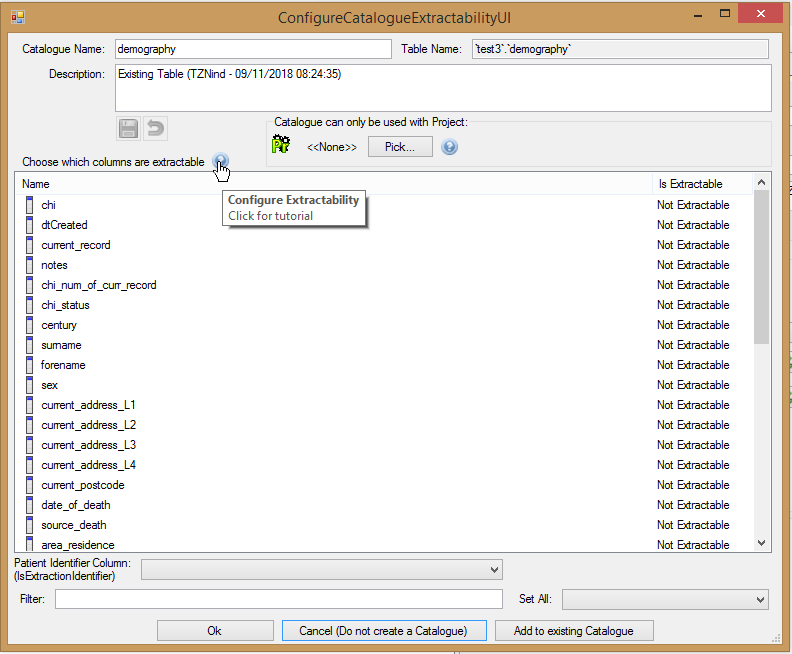 ConfigureCatalogueExtractabilityUI
Catalogue Name: demography Table Name: `test3`.`demography`
Description: Existing Table (TZNind - 09/11/2018 08:24:35)
Catalogue can only be used with Project:
<<None>> Pick... ?
Choose which columns are extractable
Name Is Extractable
Configure Extractability
Click for tutorial
chi Not Extractable
dtCreated Not Extractable
current_record Not Extractable
notes Not Extractable
chi_num_of_curr_record Not Extractable
chi_status Not Extractable
century Not Extractable
surname Not Extractable
forename Not Extractable
sex Not Extractable
current_address_L1 Not Extractable
current_address_L2 Not Extractable
current_address_L3 Not Extractable
current_address_L4 Not Extractable
current_postcode Not Extractable
date_of_death Not Extractable
source_death Not Extractable
area_residence Not Extractable
Patient Identifier Column:
(IsExtractionIdentifier)
Filter: Set All:
Ok Cancel (Do not create a Catalogue) Add to existing Catalogue